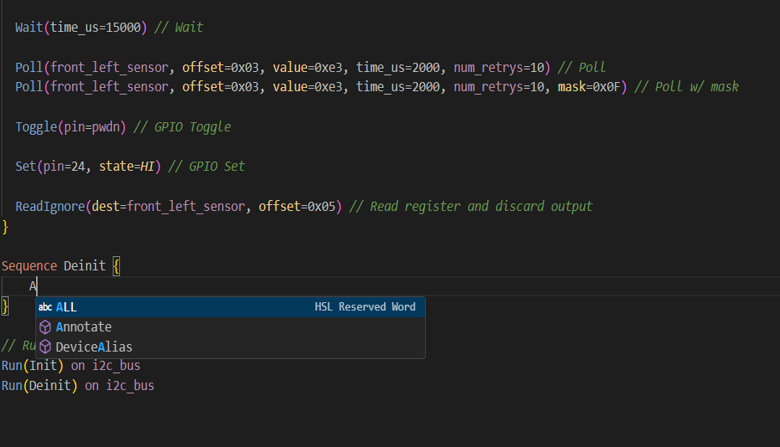 Wait(time_us=15000) // Wait
Poll(front_left_sensor, offset=0x03, value=0xe3, time_us=2000, num_retrys=10) // Poll
Poll(front_left_sensor, offset=0x03, value=0xe3, time_us=2000, num_retrys=10, mask=0x0F) // Poll w/ mask
Toggle(pin=pwdn) // GPIO Toggle
Set(pin=24, state=HI) // GPIO Set
ReadIgnore(dest=front_left_sensor, offset=0x05) // Read register and discard output
}
Sequence Deinit {
A
}
abc ALL HSL Reserved Word
Annotate
DeviceAlias
// Ru
Run(Init) on i2c_bus
Run(Deinit) on i2c_bus